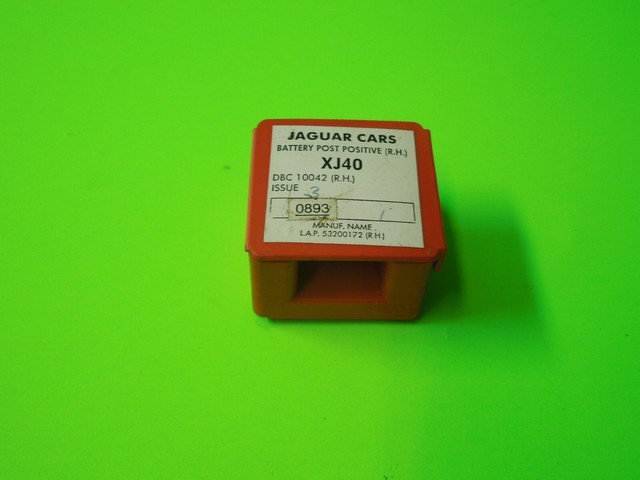 JAGUAR CARS
BATTERY POST POSITIVE (R.H.)
XJ40
DBC 10042 (R.H.)
ISSUE 3
0893
MANUF, NAME
L.A.P. 53200172 (R.H.)